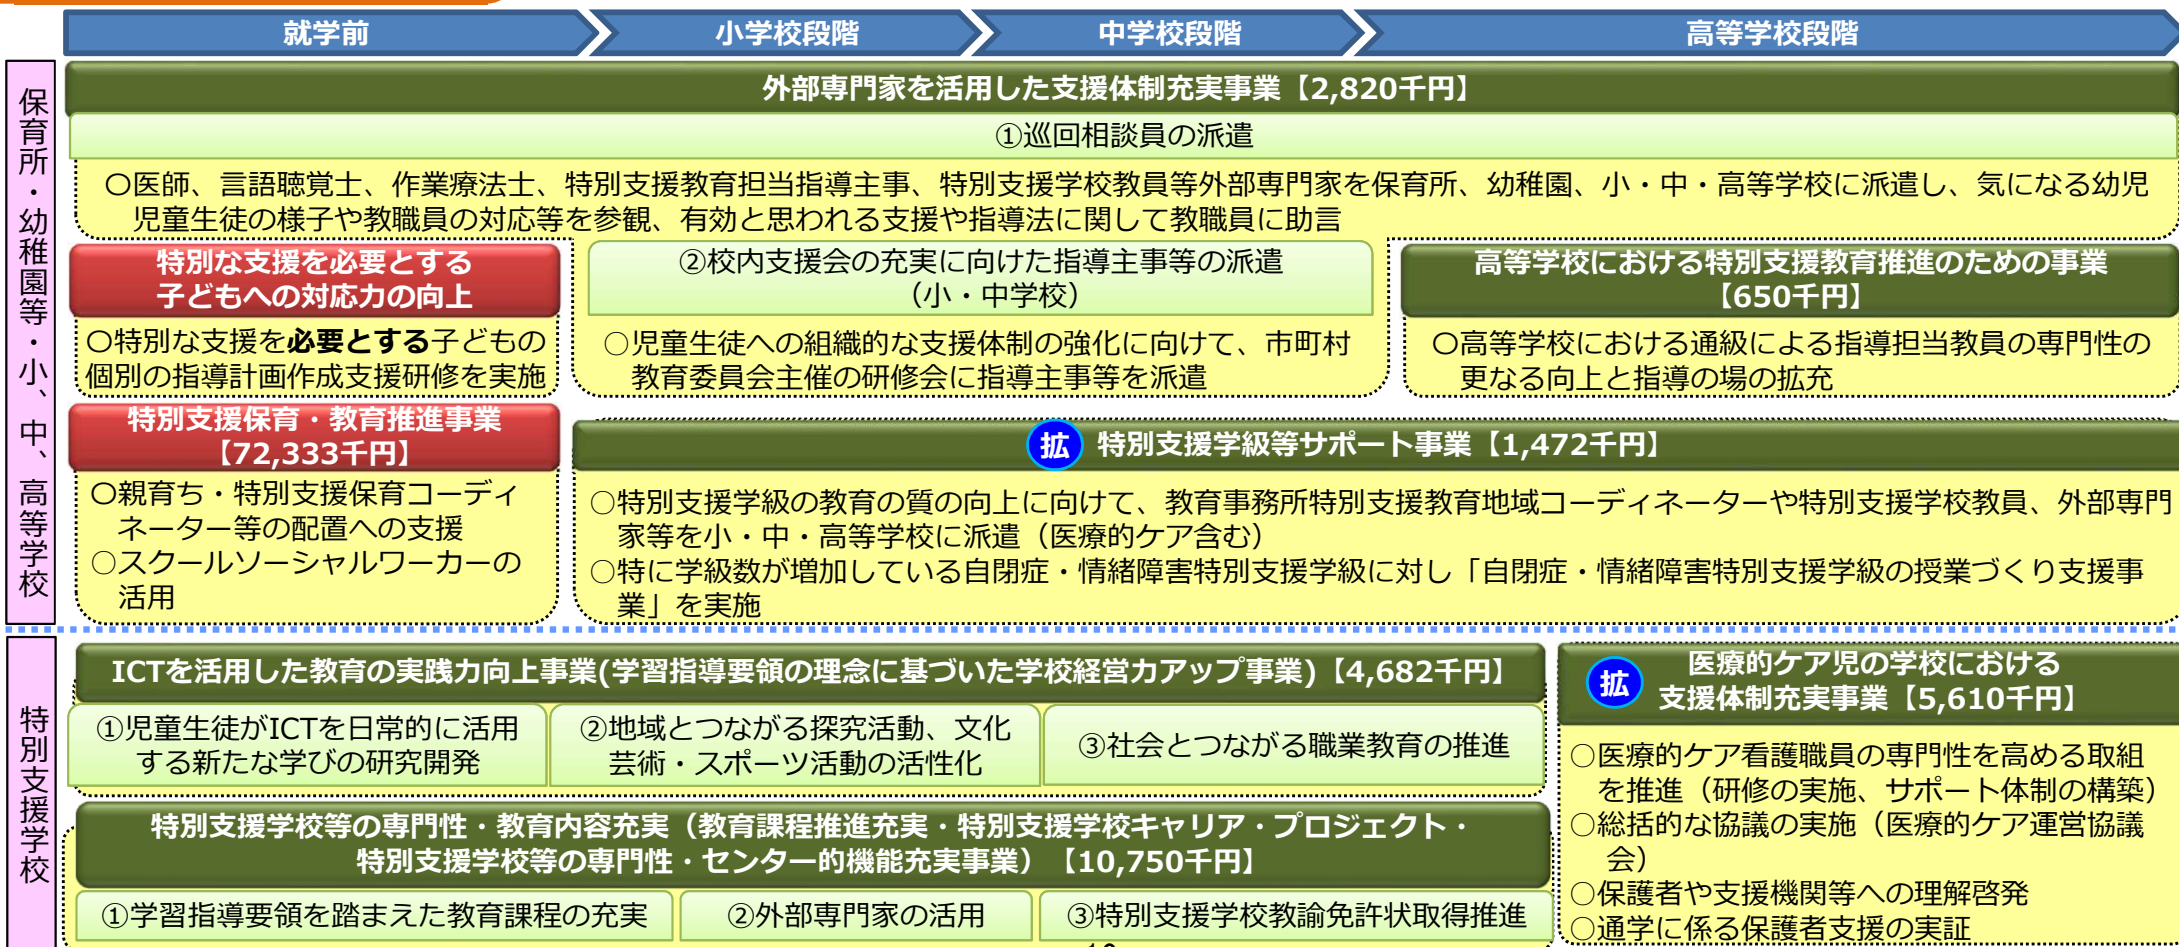 就学前
小学校段階
中学校段階
高等学校段階
保育所・幼稚園等・小、中、高等学校
外部専門家を活用した支援体制充実事業【2,820千円】
①巡回相談員の派遣
○医師、言語聴覚士、作業療法士、特別支援教育担当指導主事、特別支援学校教員等外部専門家を保育所、幼稚園、小・中・高等学校に派遣し、気になる幼児
児童生徒の様子や教職員の対応等を参観、有効と思われる支援や指導法に関して教職員に助言
特別な支援を必要とする
子どもへの対応力の向上
○特別な支援を必要とする子どもの
個別の指導計画作成支援研修を実施
②校内支援会の充実に向けた指導主事等の派遣
（小・中学校）
○児童生徒への組織的な支援体制の強化に向けて、市町村
教育委員会主催の研修会に指導主事等を派遣
高等学校における特別支援教育推進のための事業
【650千円】
○高等学校における通級による指導担当教員の専門性の
更なる向上と指導の場の拡充
特別支援保育・教育推進事業
【72,333千円】
○親育ち・特別支援保育コーディ
ネーター等の配置への支援
○スクールソーシャルワーカーの
活用
拡 特別支援学級等サポート事業【1,472千円】
○特別支援学級の教育の質の向上に向けて、教育事務所特別支援教育地域コーディネーターや特別支援学校教員、外部専門
家等を小・中・高等学校に派遣（医療的ケア含む）
○特に学級数が増加している自閉症・情緒障害特別支援学級に対し「自閉症・情緒障害特別支援学級の授業づくり支援事
業」を実施
特別支援学校
ICTを活用した教育の実践力向上事業(学習指導要領の理念に基づいた学校経営力アップ事業)【4,682千円】
①児童生徒がICTを日常的に活用
する新たな学びの研究開発
②地域とつながる探究活動、文化
芸術・スポーツ活動の活性化
③社会とつながる職業教育の推進
特別支援学校等の専門性・教育内容充実（教育課程推進充実・特別支援学校キャリア・プロジェクト・
特別支援学校等の専門性・センター的機能充実事業）【10,750千円】
①学習指導要領を踏まえた教育課程の充実
②外部専門家の活用
③特別支援学校教諭免許状取得推進
拡 医療的ケア児の学校における
支援体制充実事業【5,610千円】
○医療的ケア看護職員の専門性を高める取組
を推進（研修の実施、サポート体制の構築）
○総括的な協議の実施（医療的ケア運営協議
会）
○保護者や支援機関等への理解啓発
○通学に係る保護者支援の実証